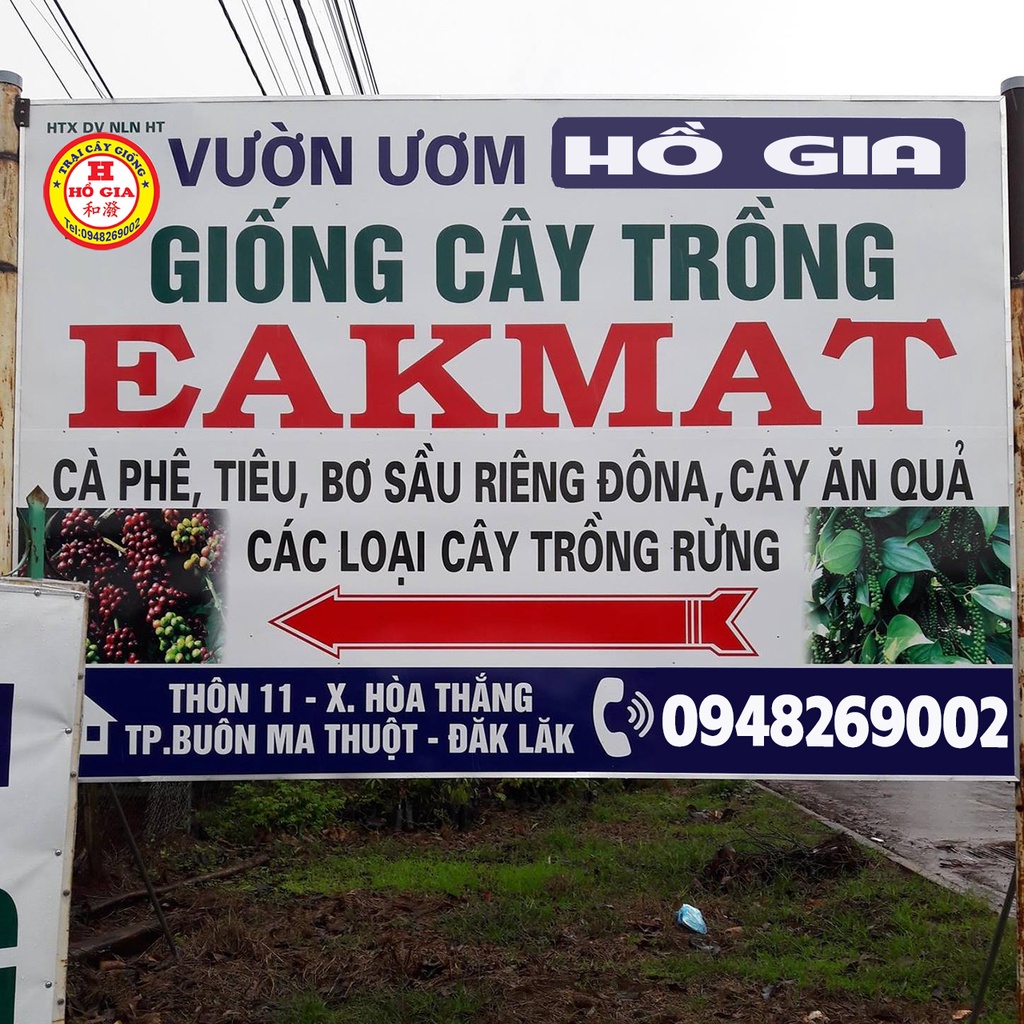 HTX DV NLN HT
TRẠI CÂY GIỐNG
H
HỒ GIA
和潑
Tel:0948269002
VƯỜN ƯƠM HỒ GIA
GIỐNG CÂY TRỒNG
EAKMAT
CÀ PHÊ, TIÊU, BƠ SẦU RIÊNG ĐÔNA, CÂY ĂN QUẢ
CÁC LOẠI CÂY TRỒNG RỪNG
THÔN 11 - X. HÒA THẮNG
TP.BUÔN MA THUỘT - ĐĂK LĂK
0948269002